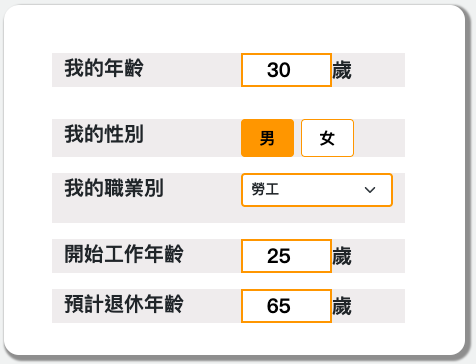 我的年齡 30 歲
我的性別 男 女
我的職業別 勞工
開始工作年齡 25 歲
預計退休年齡 65 歲